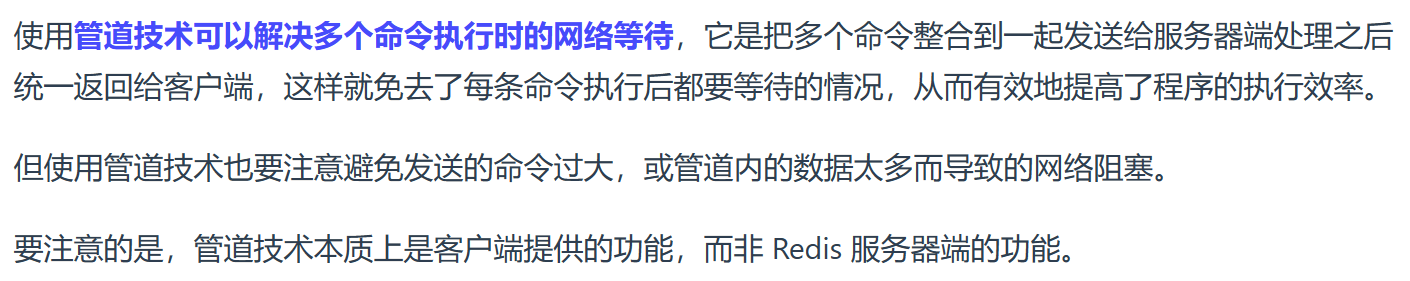 使用管道技术可以解决多个命令执行时的网络等待，它是把多个命令整合到一起发送给服务器端处理之后
统一返回给客户端，这样就免去了每条命令执行后都要等待的情况，从而有效地提高了程序的执行效率。
但使用管道技术也要注意避免发送的命令过大，或管道内的数据太多而导致的网络阻塞。
要注意的是，管道技术本质上是客户端提供的功能，而非 Redis 服务器端的功能。